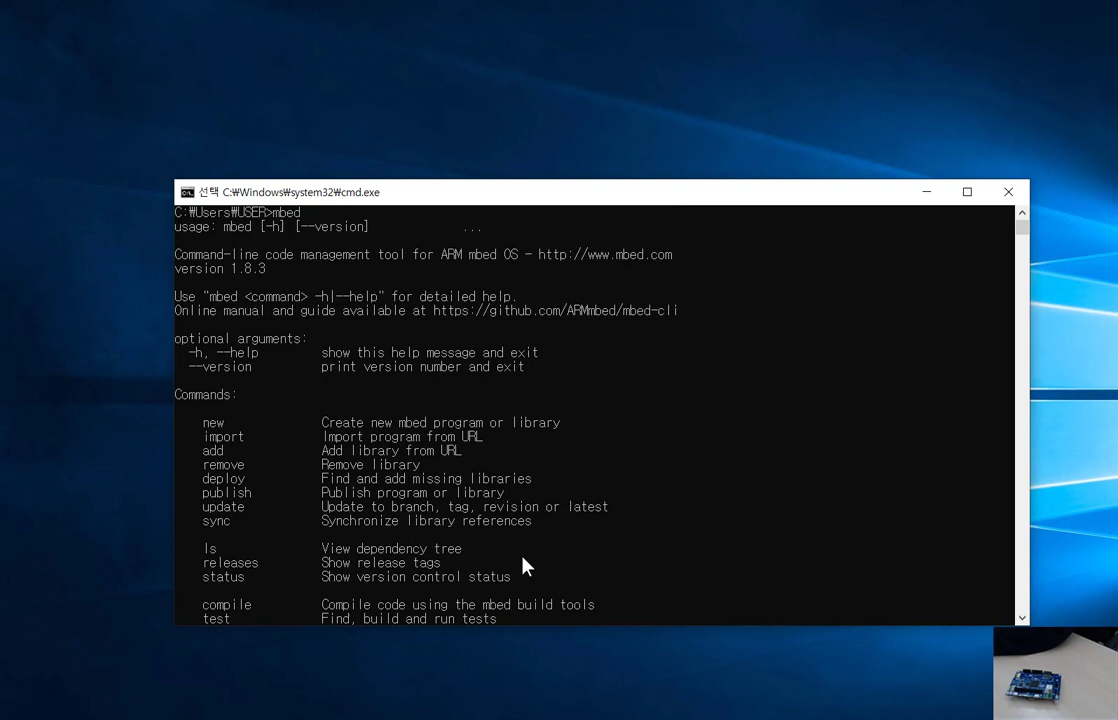 선택 C:₩Windows₩system32₩cmd.exe
C:₩Users₩USER>mbed
usage: mbed [-h] [--version]             ...
Command-line code management tool for ARM mbed OS - http://www.mbed.com
version 1.8.3
Use "mbed <command> -h|--help" for detailed help.
Online manual and guide available at https://github.com/ARMmbed/mbed-cli
optional arguments:
-h, --help         show this help message and exit
--version          print version number and exit
Commands:
new              Create new mbed program or library
import           Import program from URL
add              Add library from URL
remove           Remove library
deploy           Find and add missing libraries
publish          Publish program or library
update           Update to branch, tag, revision or latest
sync             Synchronize library references
ls               View dependency tree
releases         Show release tags
status           Show version control status
compile          Compile code using the mbed build tools
test             Find, build and run tests